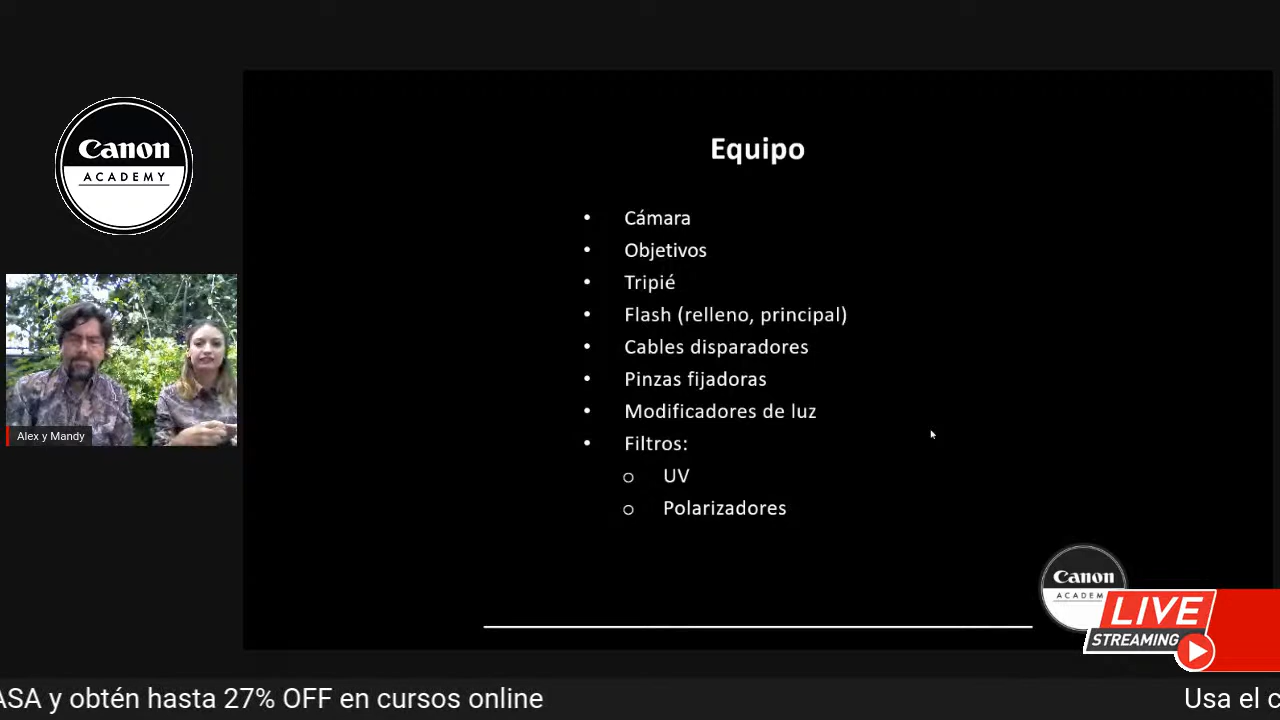 Canon
ACADEMY
Alex y Mandy
Equipo
• Cámara
• Objetivos
• Tripié
• Flash (relleno, principal)
• Cables disparadores
• Pinzas fijadoras
• Modificadores de luz
• Filtros:
o UV
o Polarizadores
Canon
LIVE
STREAMING
ASA y obtén hasta 27% OFF en cursos online
Usa el c